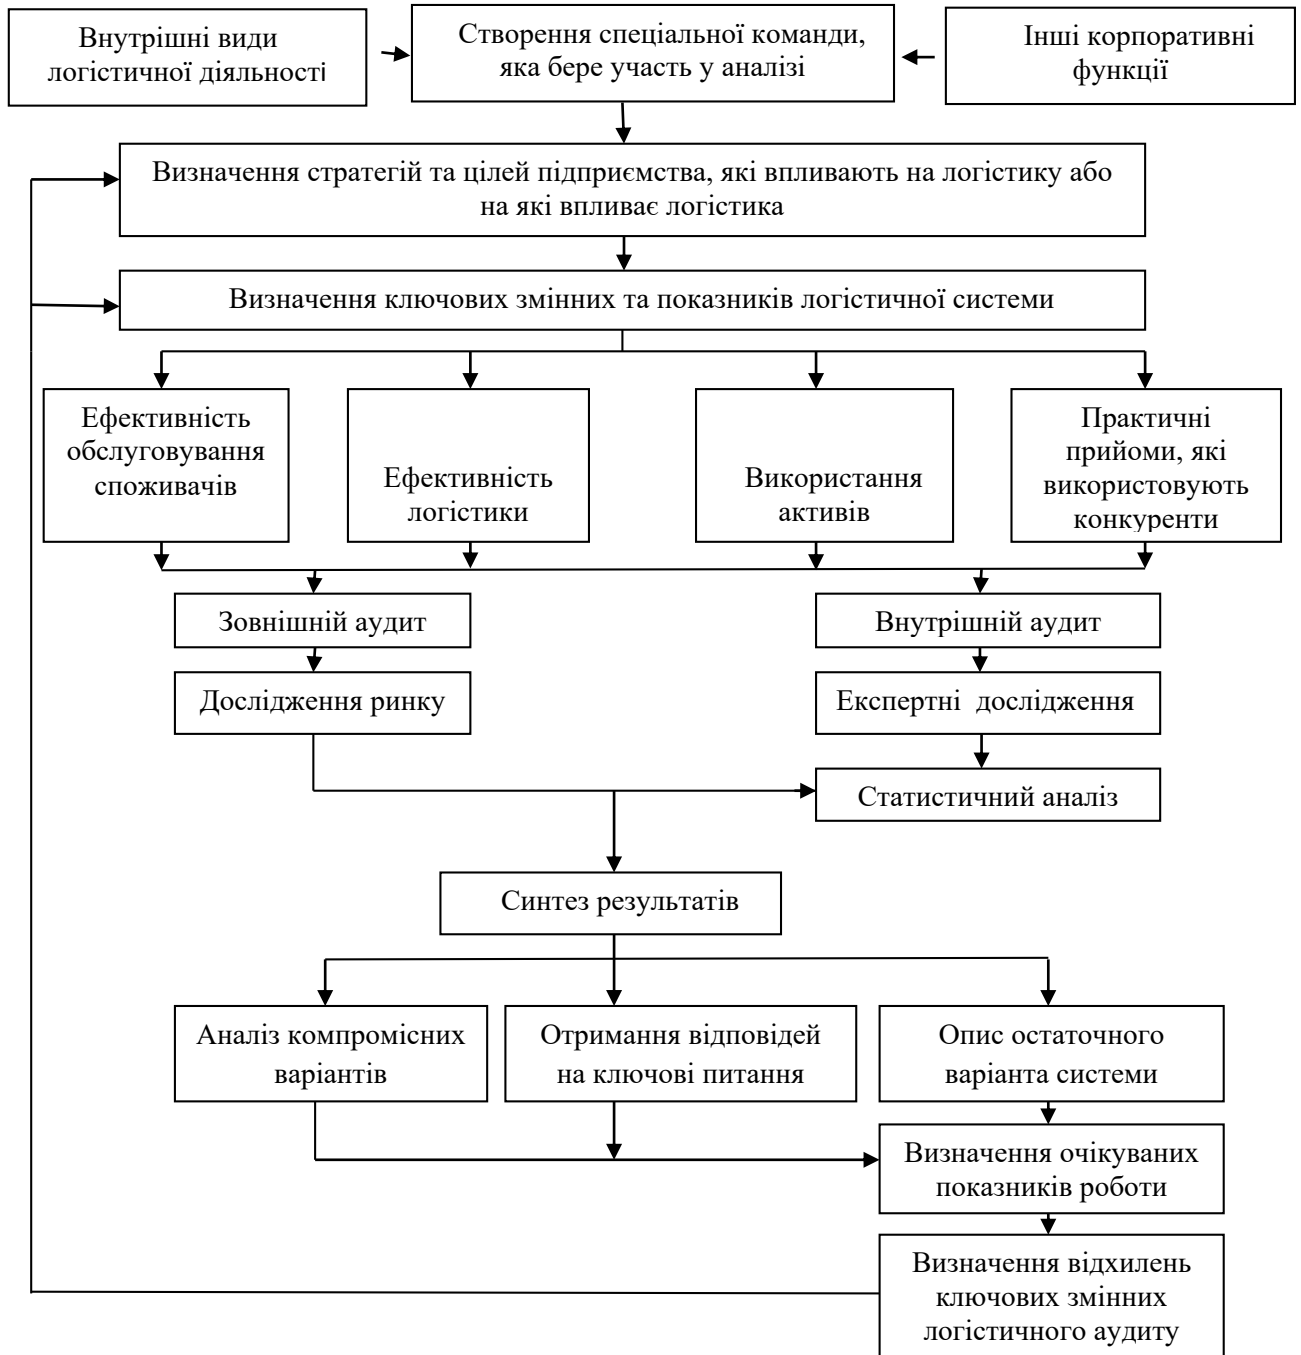 Внутрішні види
логістичної діяльності
Створення спеціальної команди,
яка бере участь у аналізі
Інші корпоративні
функції
Визначення стратегій та цілей підприємства, які впливають на логістику або
на які впливає логістика
Визначення ключових змінних та показників логістичної системи
Ефективність
обслуговування
споживачів
Ефективність
логістики
Використання
активів
Практичні
прийоми, які
використовують
конкуренти
Зовнішній аудит
Внутрішній аудит
Дослідження ринку
Експертні дослідження
Статистичний аналіз
Синтез результатів
Аналіз компромісних
варіантів
Отримання відповідей
на ключові питання
Опис остаточного
варіанта системи
Визначення очікуваних
показників роботи
Визначення відхилень
ключових змінних
логістичного аудиту